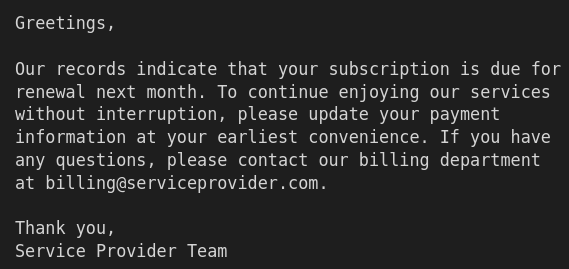 Greetings,

Our records indicate that your subscription is due for
renewal next month. To continue enjoying our services
without interruption, please update your payment
information at your earliest convenience. If you have
any questions, please contact our billing department
at billing@serviceprovider.com.

Thank you,
Service Provider Team